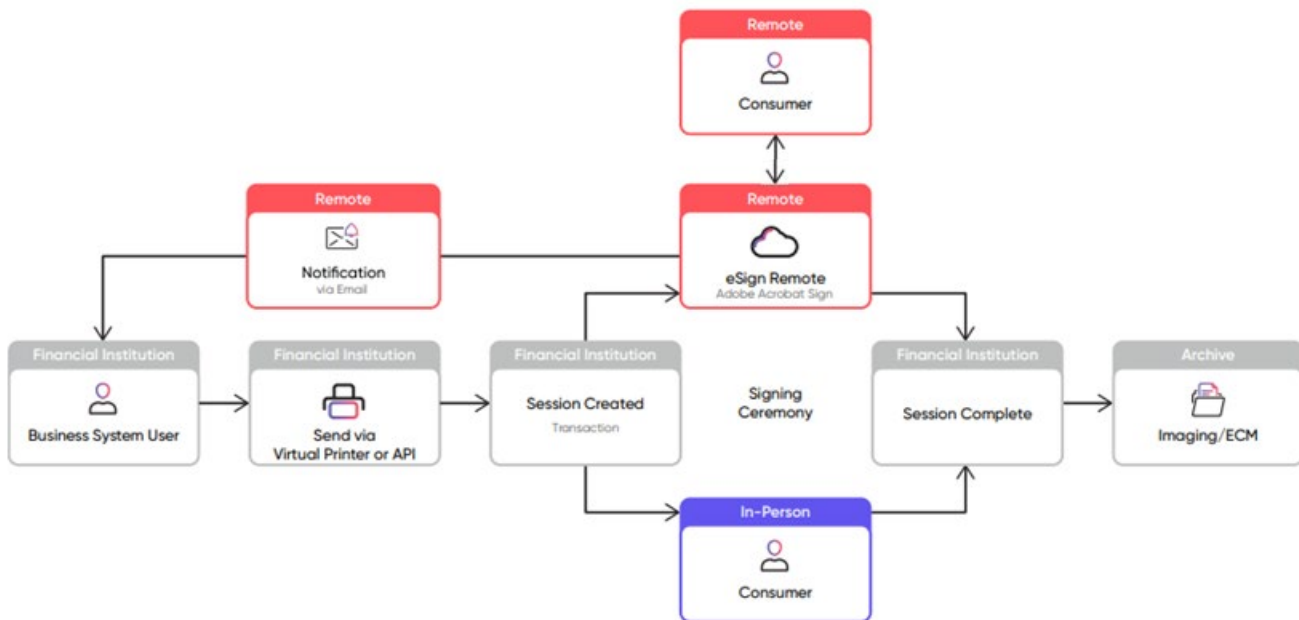 Remote
Consumer
Remote
Notification
via Email
Remote
eSign Remote
Adobe Acrobat Sign
Financial Institution
Business System User
Financial Institution
Send via
Virtual Printer or API
Financial Institution
Session Created
Transaction
Signing
Ceremony
Financial Institution
Session Complete
Archive
Imaging/ECM
In-Person
Consumer